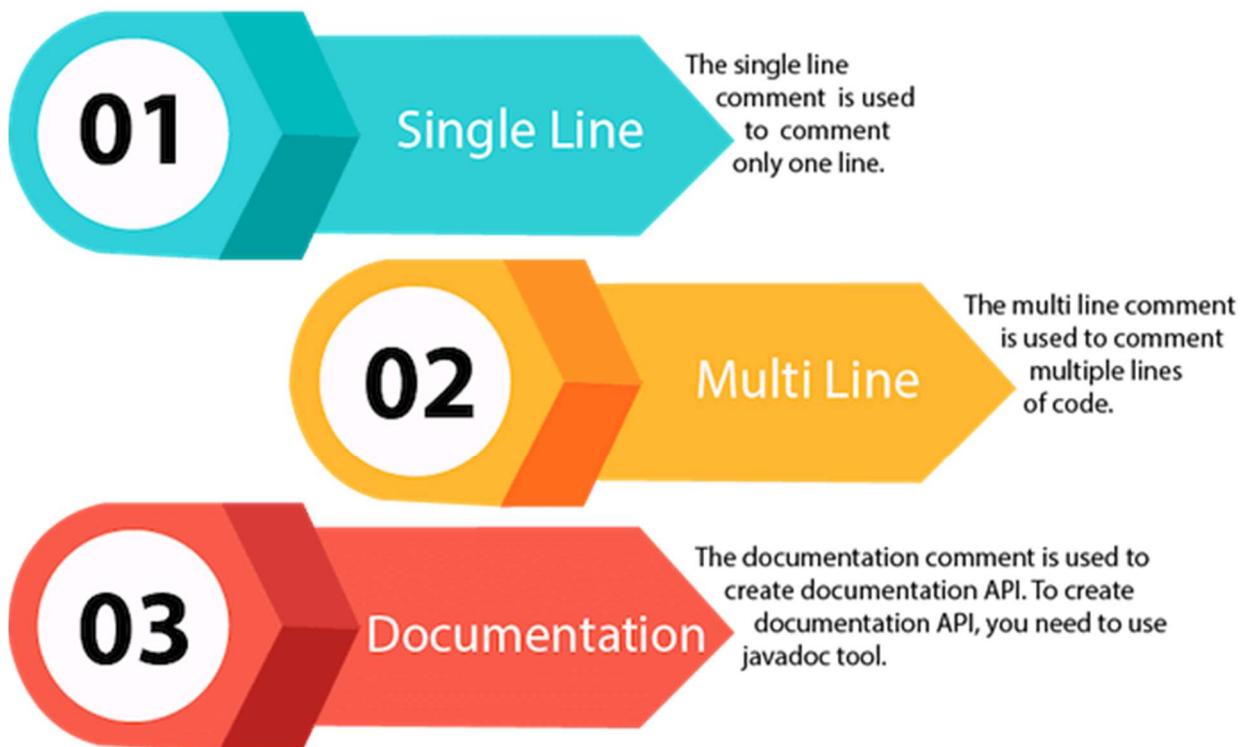 01
Single Line
The single line
comment is used
to comment
only one line.
02
Multi Line
The multi line comment
is used to comment
multiple lines
of code.
03
Documentation
The documentation comment is used to
create documentation API. To create
documentation API, you need to use
javadoc tool.